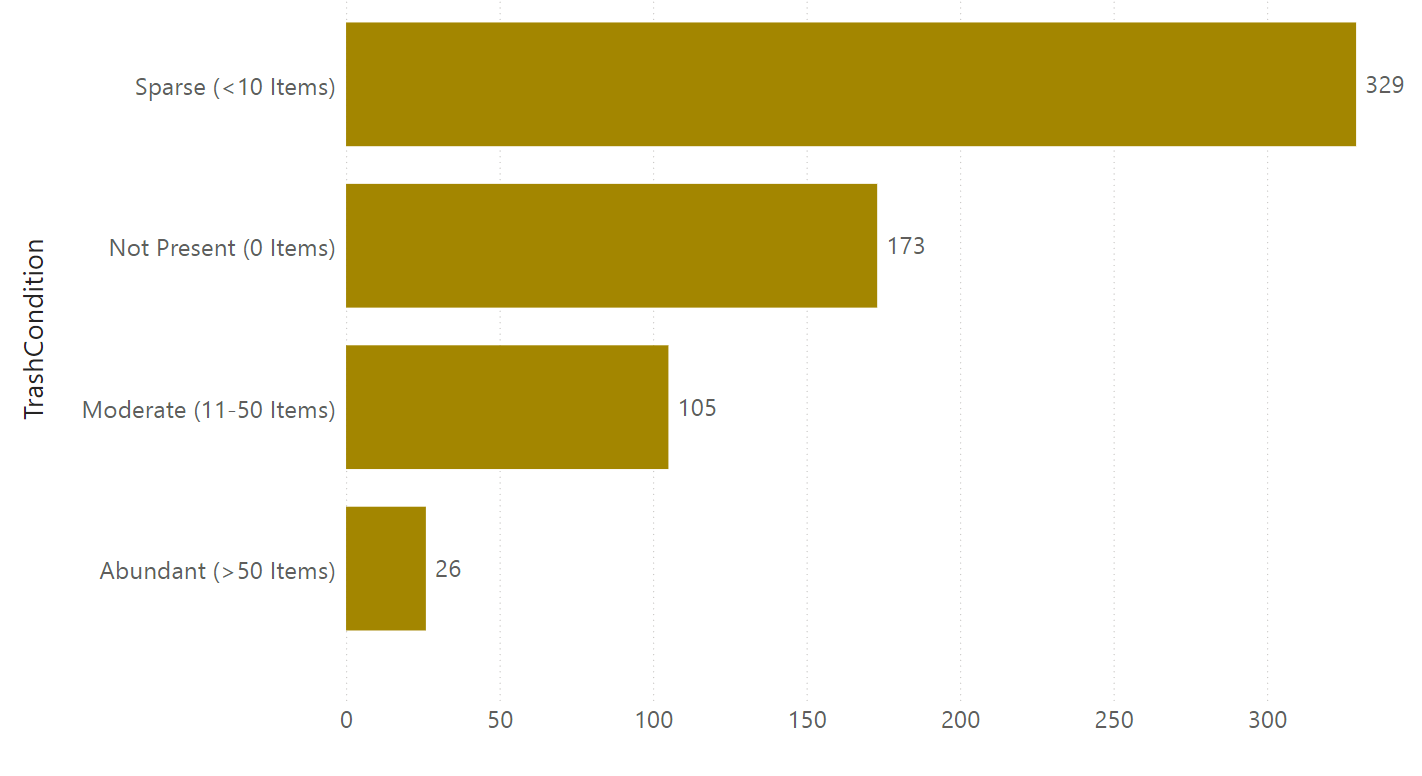 TrashCondition
Sparse (<10 Items)
329
Not Present (0 Items)
173
Moderate (11-50 Items)
105
Abundant (>50 Items)
26
0 50 100 150 200 250 300